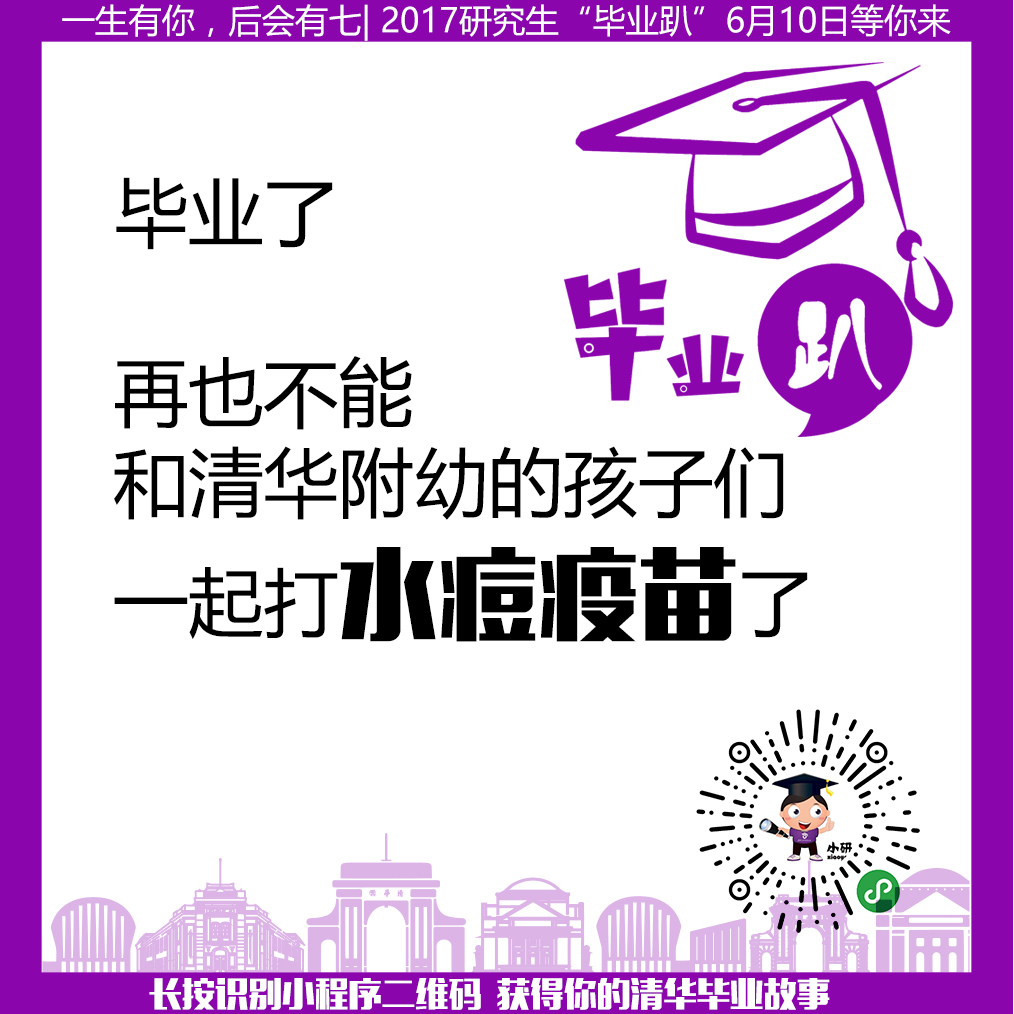 一生有你，后会有七| 2017研究生“毕业趴”6月10日等你来
毕业趴
毕业了
再也不能
和清华附幼的孩子们
一起打水痘疫苗了
小研
长按识别小程序二维码 获得你的清华毕业故事